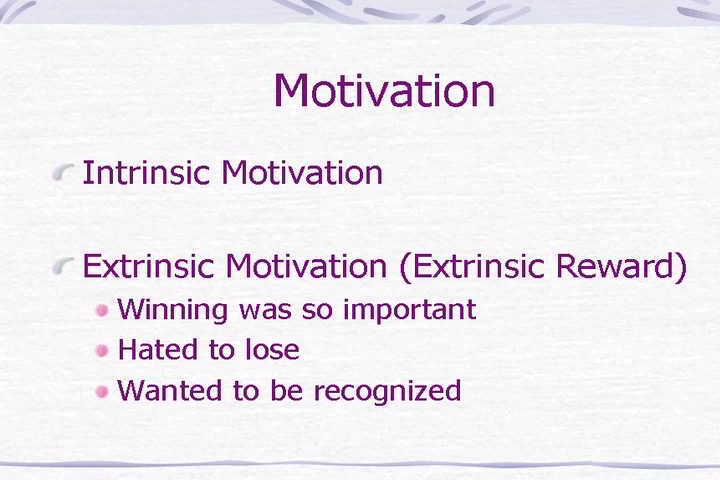 Motivation
Intrinsic Motivation
Extrinsic Motivation (Extrinsic Reward)
Winning was so important
Hated to lose
Wanted to be recognized